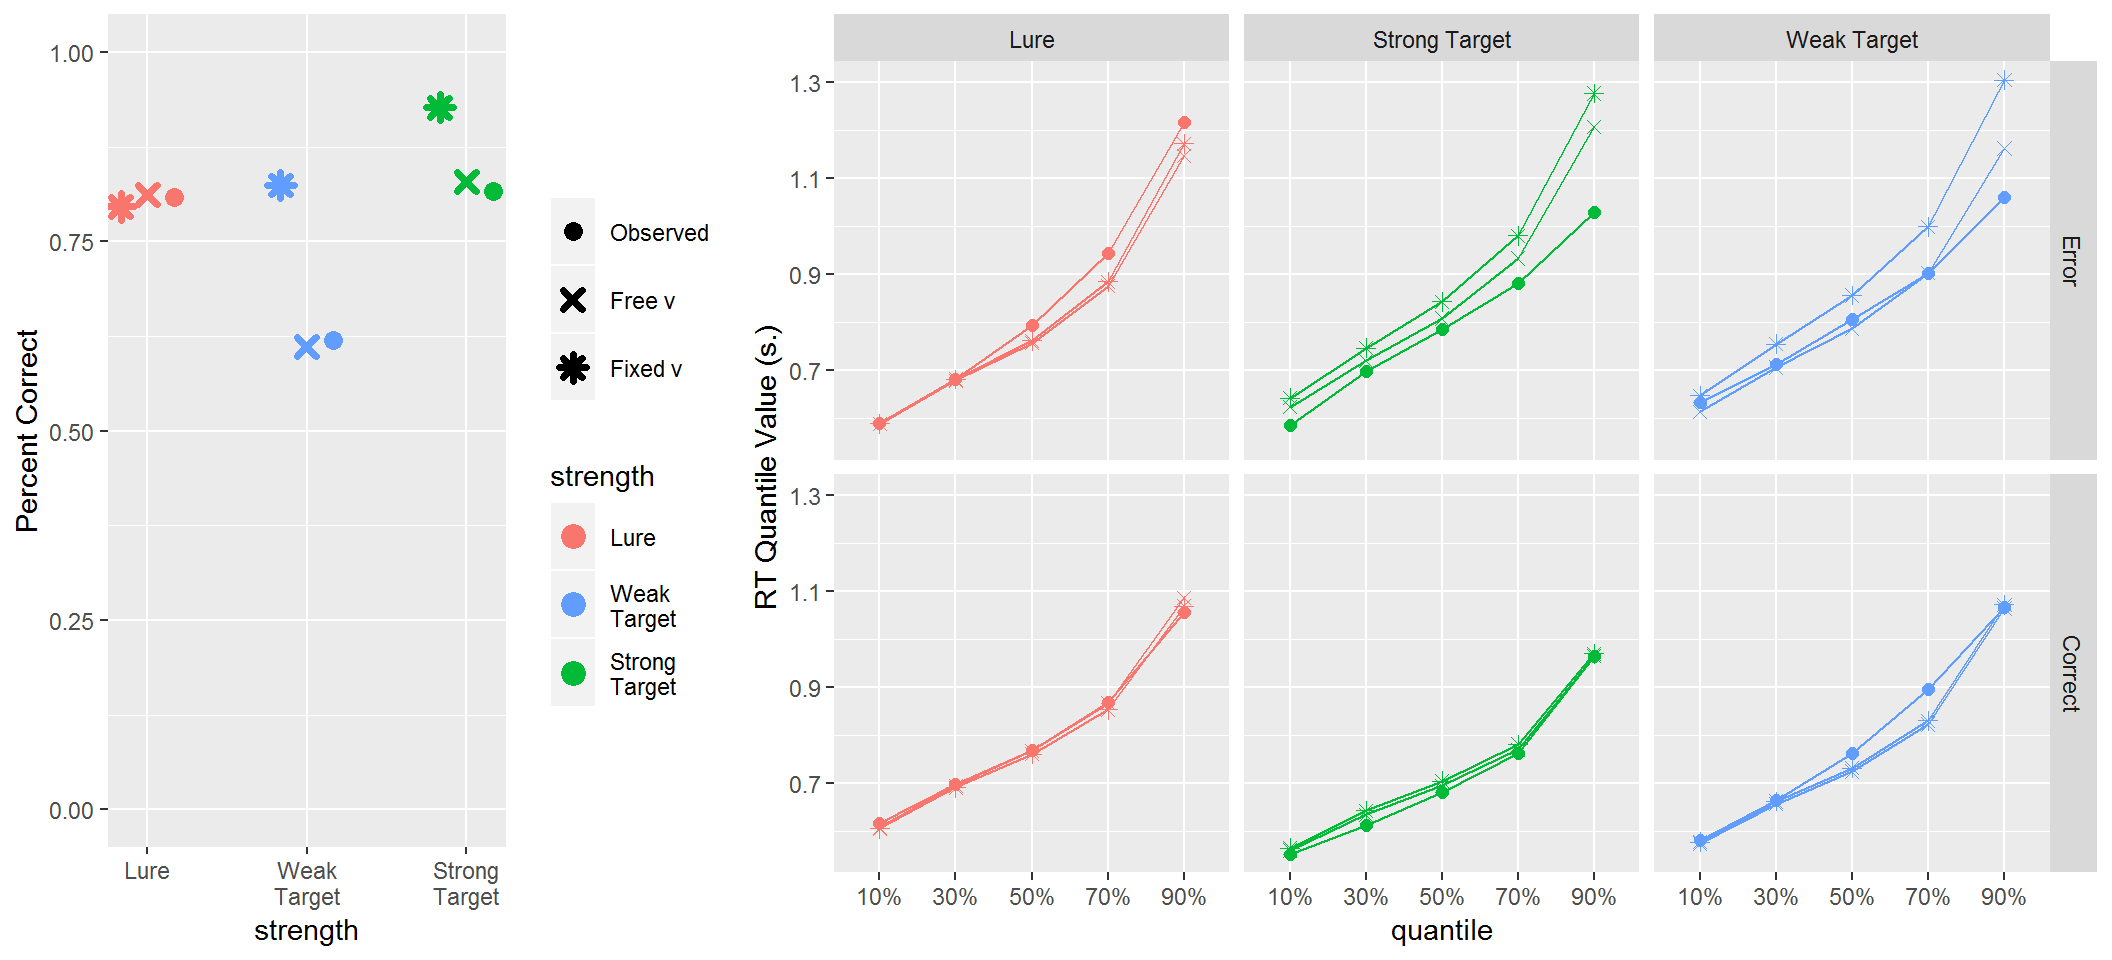 Percent Correct
1.00
0.75
0.50
0.25
0.00
Lure
Weak
Target
Strong
Target
strength
Observed
Free v
Fixed v
strength
Lure
Weak
Target
Strong
Target
RT Quantile Value (s.)
Lure
Strong Target
Weak Target
1.3
1.1
0.9
0.7
Error
1.3
1.1
0.9
0.7
Correct
10% 30% 50% 70% 90%
10% 30% 50% 70% 90%
10% 30% 50% 70% 90%
quantile